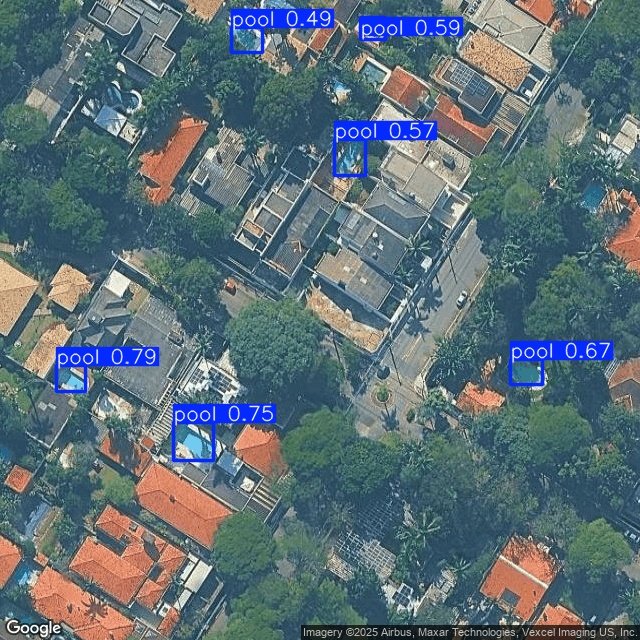 pool 0.49
pool 0.59
pool 0.57
pool 0.67
pool 0.79
pool 0.75
Google
Imagery ©2025 Airbus, Maxar Technologies, Vexcel Imaging US, Inc.